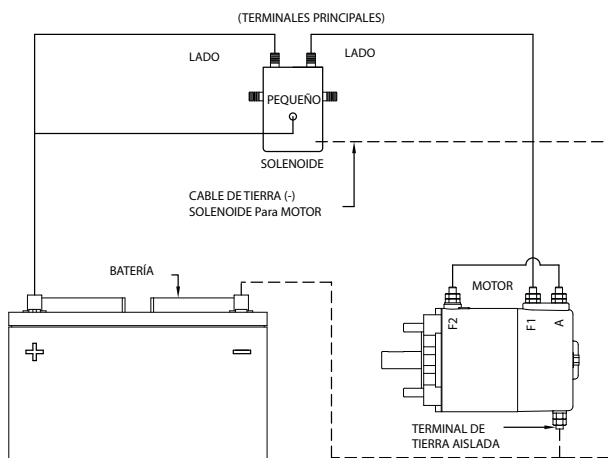 (TERMINALES PRINCIPALES)
LADO
LADO
PEQUEÑO
SOLENOIDE
CABLE DE TIERRA (-)
SOLENOIDE Para MOTOR
BATERÍA
MOTOR
F2
F1
A
+
-
TERMINAL DE
TIERRA AISLADA